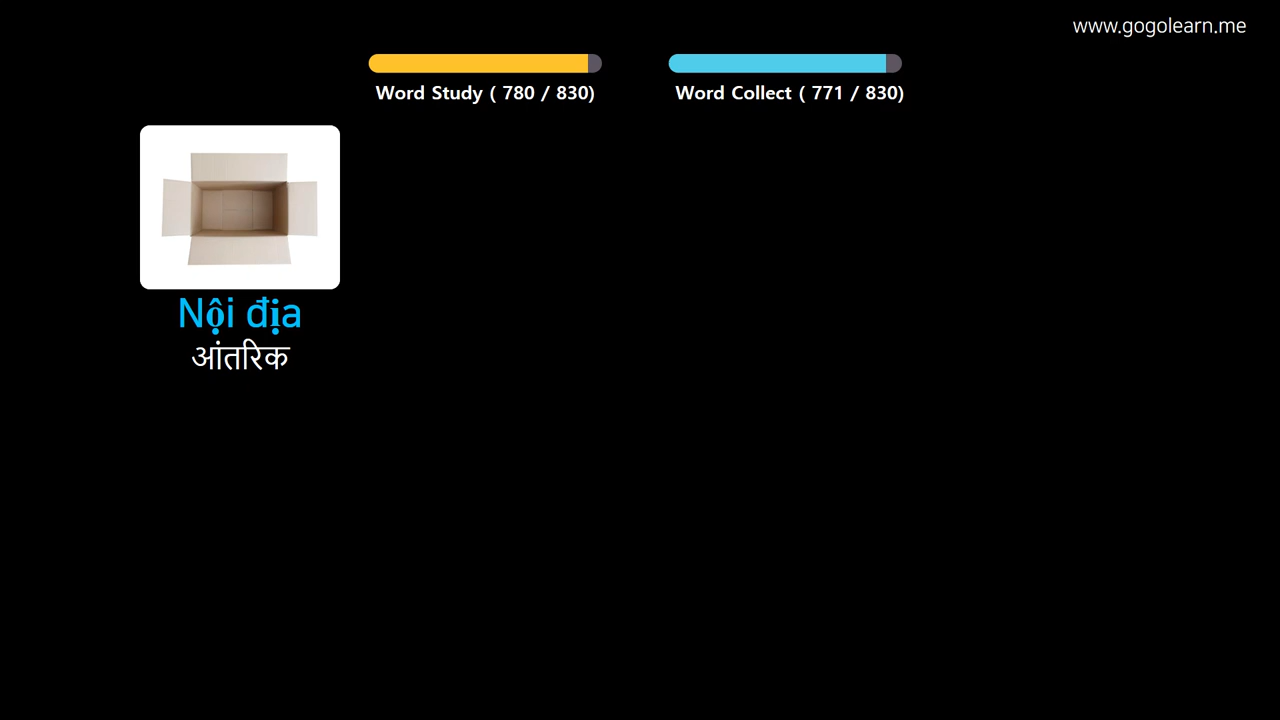 www.gogolearn.me
Word Study ( 780 / 830)
Word Collect ( 771 / 830)
Nội địa
आंतरिक